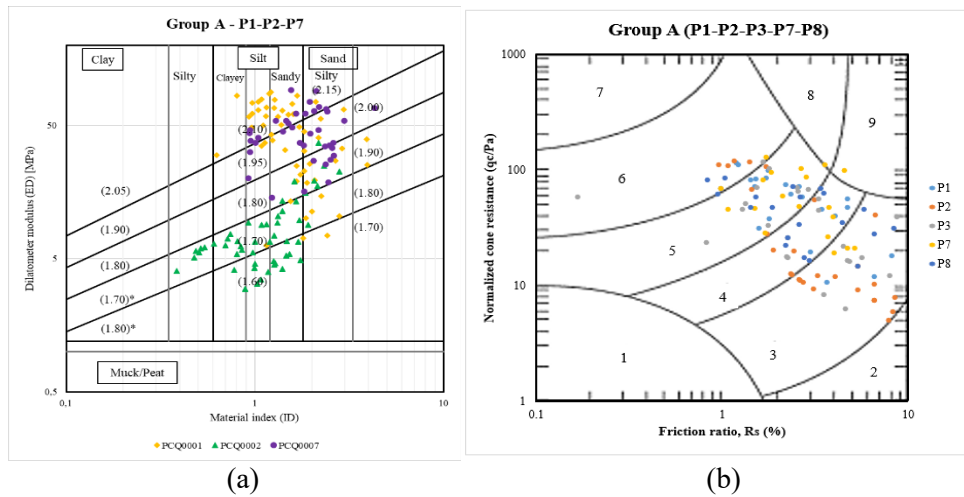 Group A - P1-P2-P7
Clay
Silt
Sand
Silty
Clayey
Sandy
Silty
(2.15)
(2.00)
(2.10)
(1.95)
(1.90)
(2.05)
(1.80)
(1.80)
(1.90)
(1.70)
(1.70)
(1.80)
(1.60)
(1.70)*
(1.80)*
Muck/Peat
Dilatometer modulus (ED) [MPa]
50
5
0,5
0,1
1
10
Material index (ID)
PCQ0001
PCQ0002
PCQ0007
(a)
Group A (P1-P2-P3-P7-P8)
Normalized cone resistance (qc/Pa)
1000
100
10
1
7
8
9
6
5
4
3
1
2
0.1
1
10
Friction ratio, Rs (%)
P1
P2
P3
P7
P8
(b)